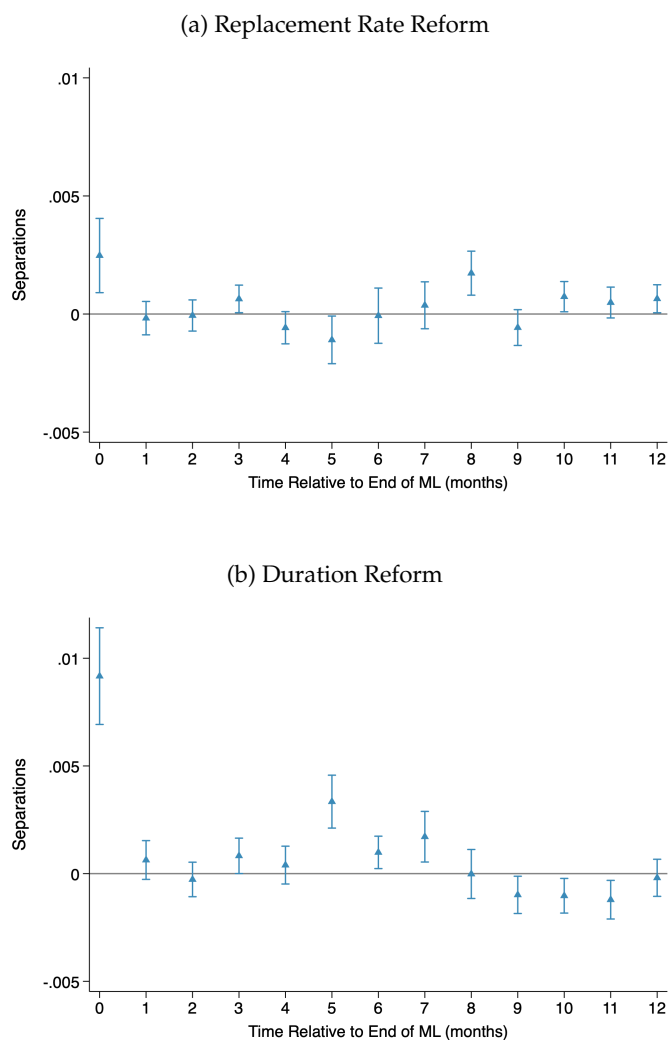 (a) Replacement Rate Reform
.01
.005
0
-.005
Separations
0 1 2 3 4 5 6 7 8 9 10 11 12
Time Relative to End of ML (months)
(b) Duration Reform
.01
.005
0
-.005
Separations
0 1 2 3 4 5 6 7 8 9 10 11 12
Time Relative to End of ML (months)